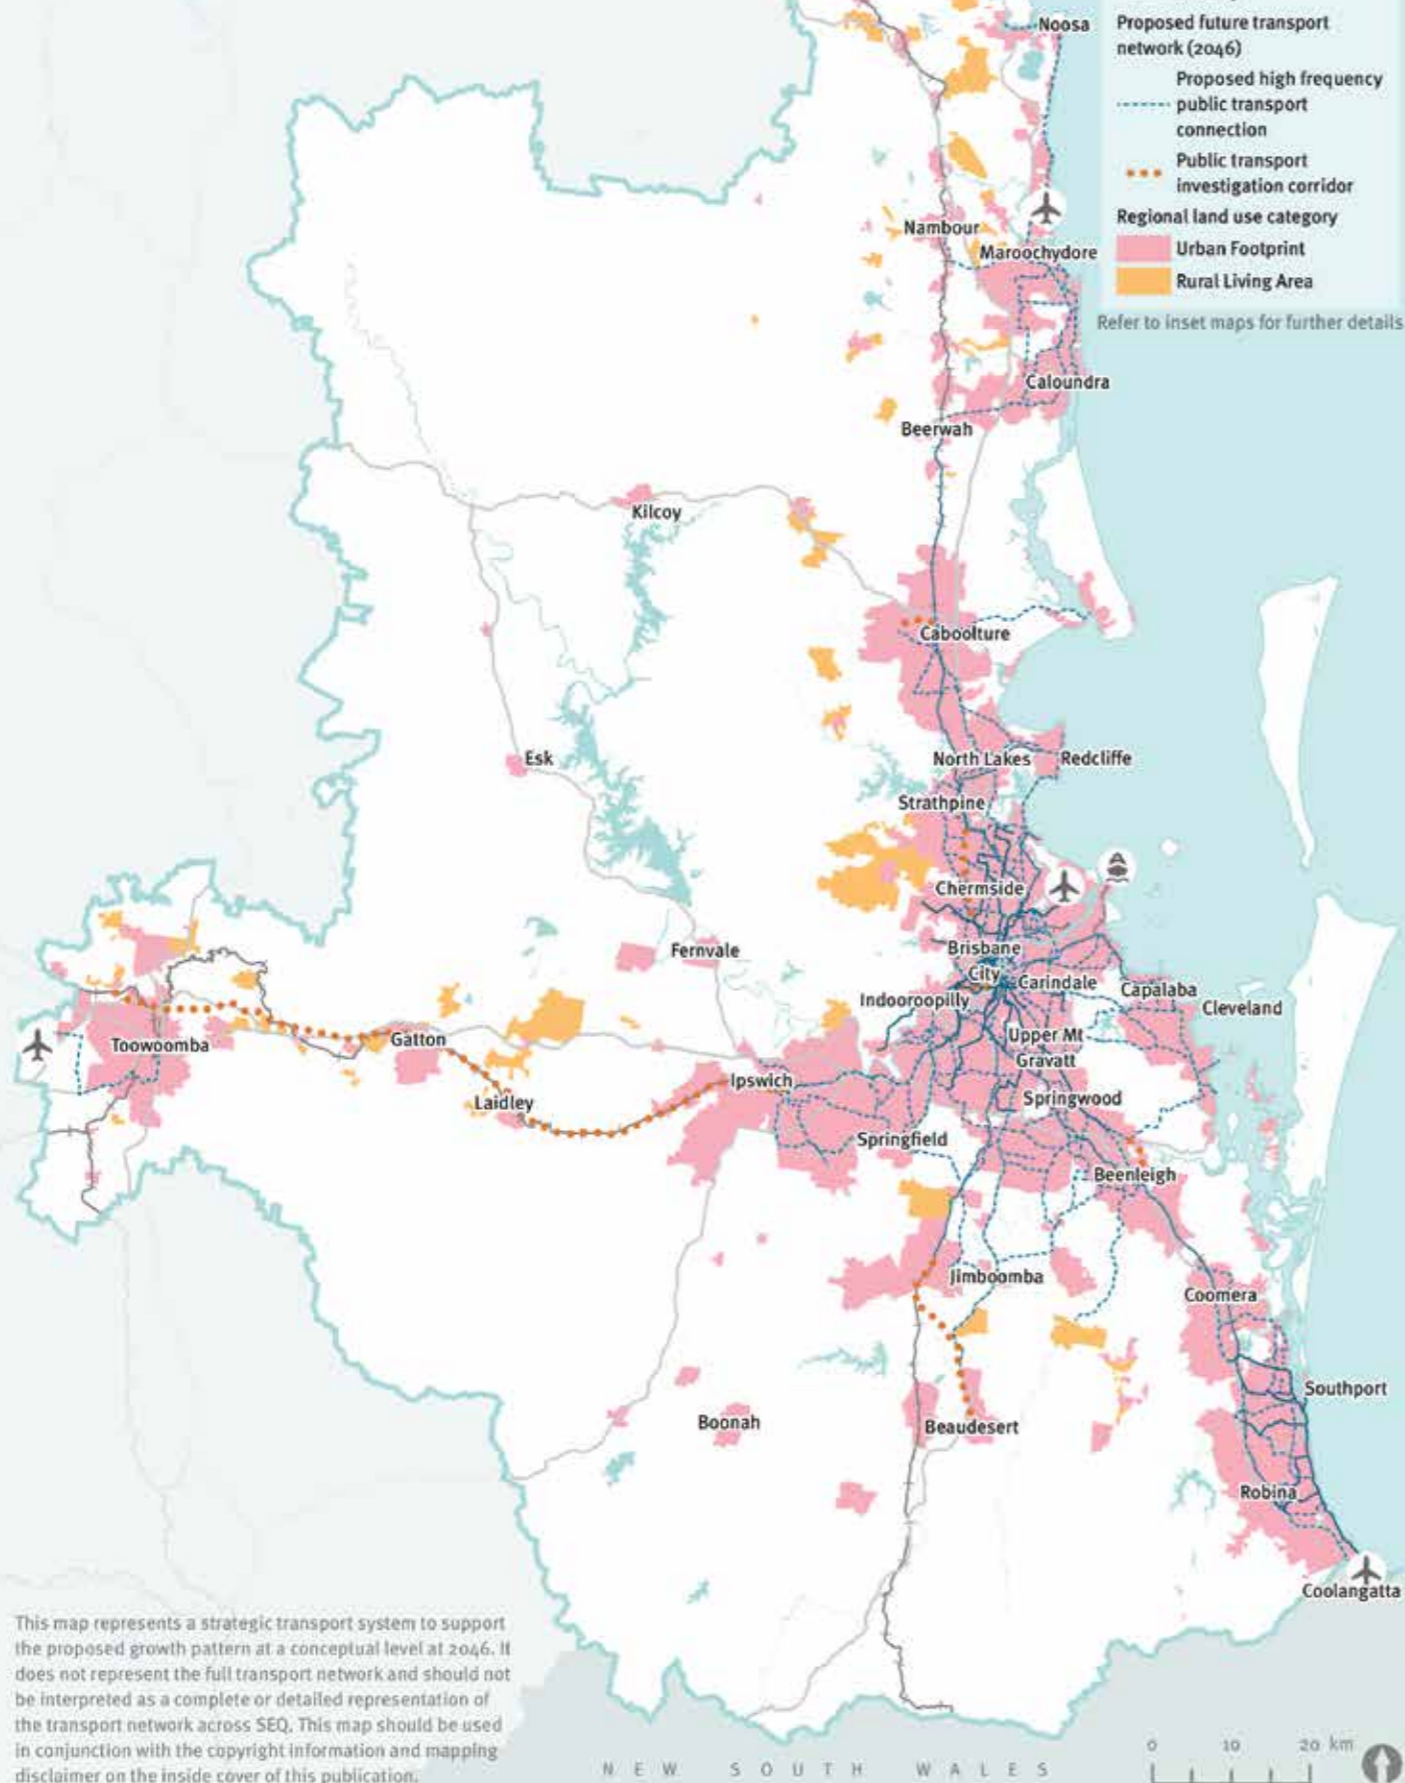 Noosa
Proposed future transport
network (2046)
Proposed high frequency
public transport
connection
Public transport
investigation corridor
Regional land use category
Urban Footprint
Rural Living Area
Refer to inset maps for further details
Nambour
Maroochydore
Caloundra
Beerwah
Kilcoy
Caboolture
Esk
North Lakes
Redcliffe
Strathpine
Chermside
Fernvale
Brisbane
City
Carindale
Capalaba
Cleveland
Indooroopilly
Upper Mt
Gravatt
Toowoomba
Gatton
Ipswich
Laidley
Springwood
Springfield
Beenleigh
Jimboomba
Coomera
Southport
Boonah
Beaudesert
Robina
Coolangatta
This map represents a strategic transport system to support
the proposed growth pattern at a conceptual level at 2046. It
does not represent the full transport network and should not
be interpreted as a complete or detailed representation of
the transport network across SEQ. This map should be used
in conjunction with the copyright information and mapping
disclaimer on the inside cover of this publication.
NEW SOUTH WALES
0 10 20 km